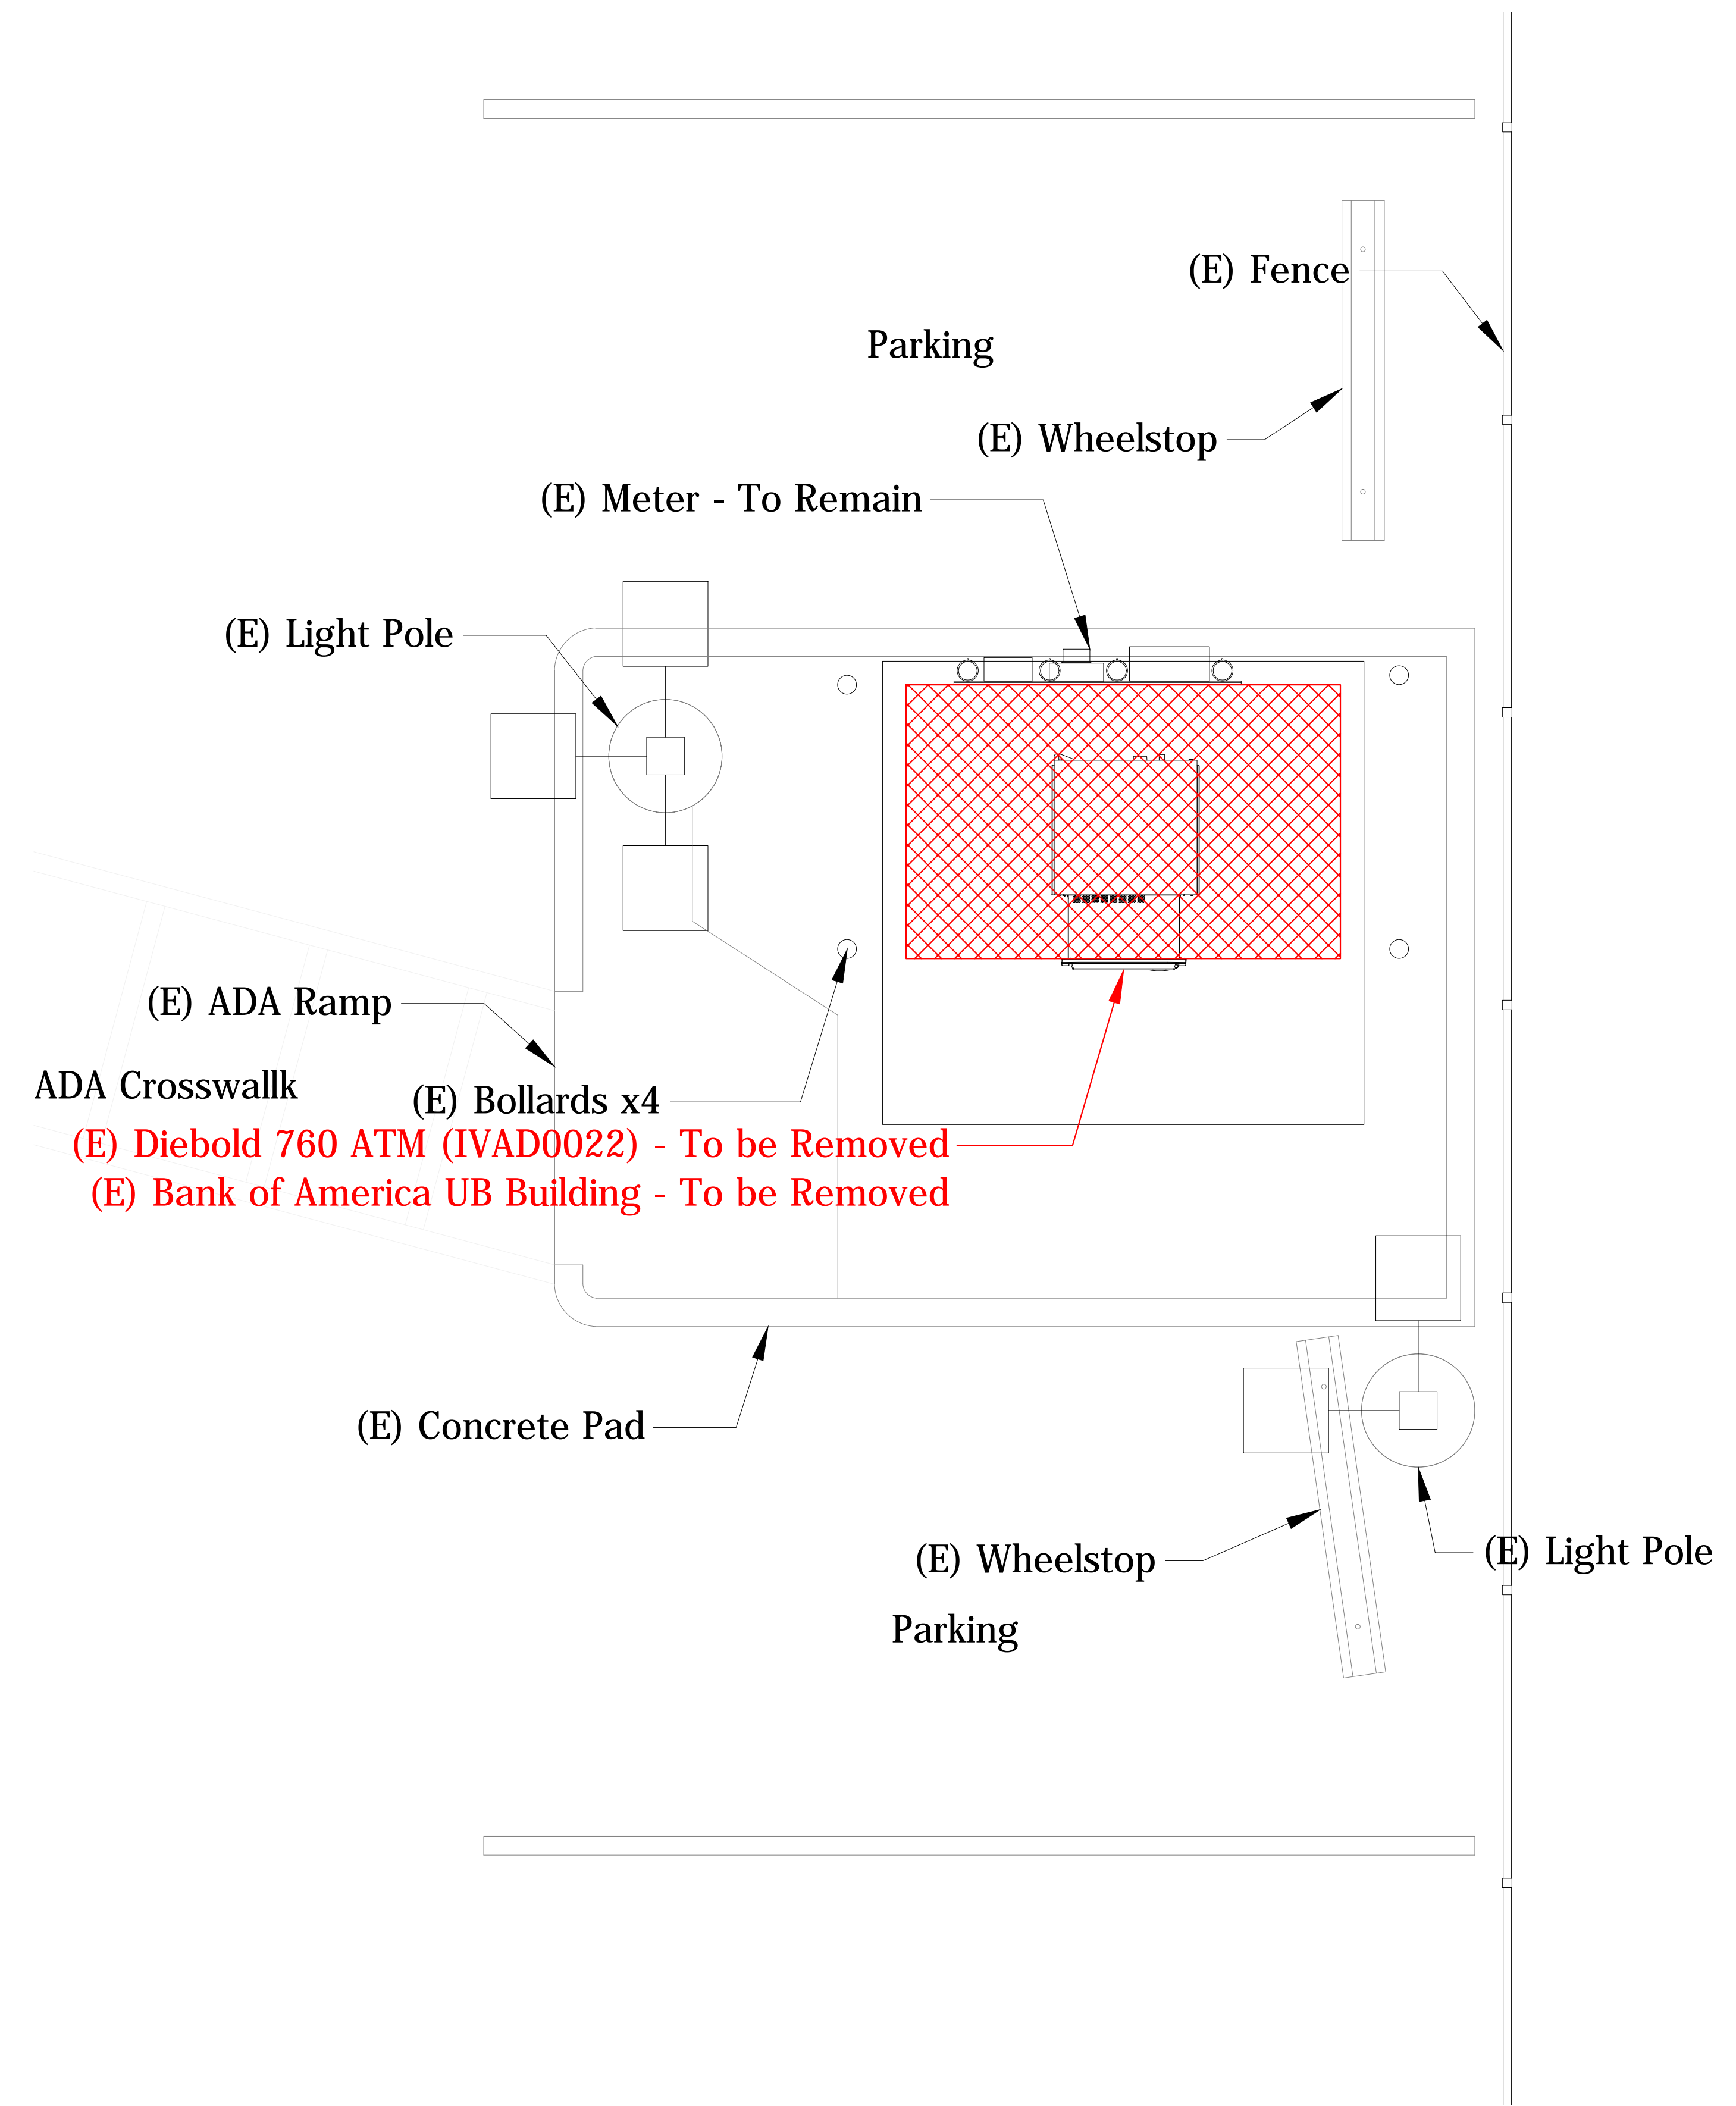 (E) Fence
Parking
(E) Wheelstop
(E) Meter - To Remain
(E) Light Pole
(E) ADA Ramp
ADA Crosswallk
(E) Bollards x4
(E) Diebold 760 ATM (IVAD0022) - To be Removed
(E) Bank of America UB Building - To be Removed
(E) Concrete Pad
(E) Light Pole
(E) Wheelstop
Parking